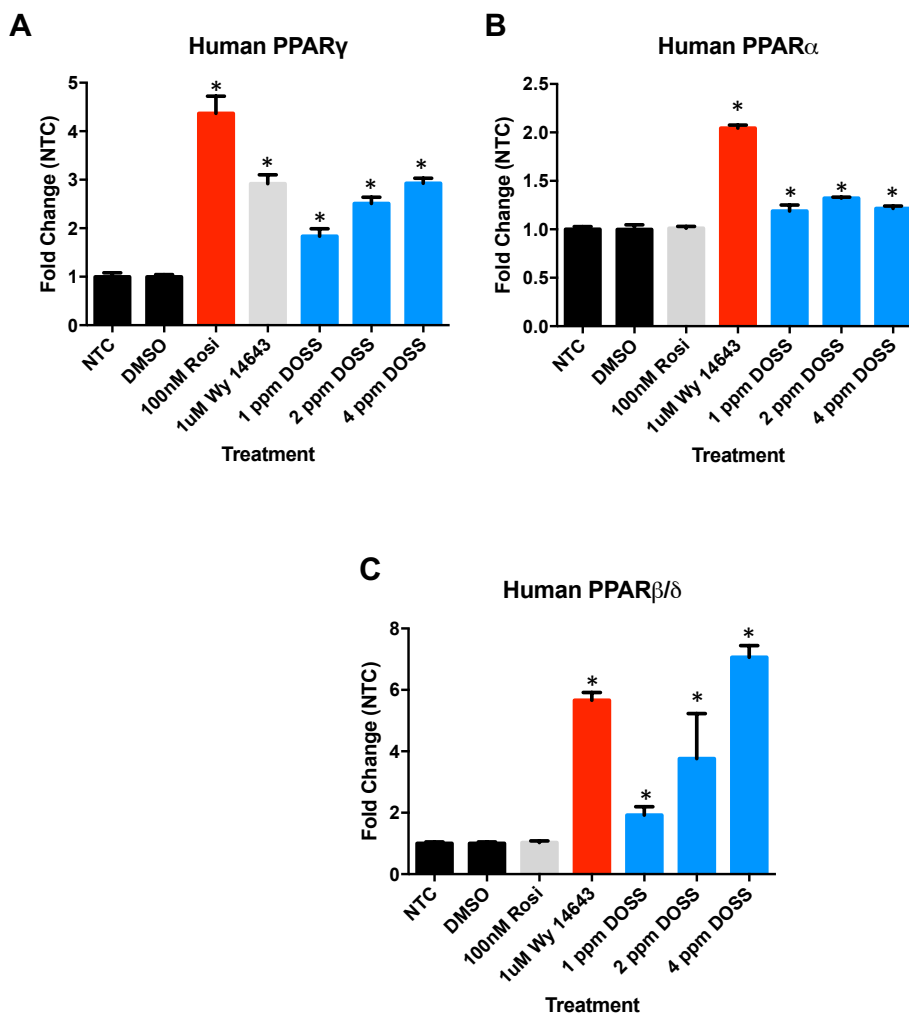 A
Human PPARγ
Fold Change (NTC)
5
4
3
2
1
0
*
*
*
*
*
NTC
DMSO
100nM Rosi
1uM Wy 14643
1 ppm DOSS
2 ppm DOSS
4 ppm DOSS
Treatment
B
Human PPARα
Fold Change (NTC)
2.5
2.0
1.5
1.0
0.5
0.0
*
*
*
*
NTC
DMSO
100nM Rosi
1uM Wy 14643
1 ppm DOSS
2 ppm DOSS
4 ppm DOSS
Treatment
C
Human PPARβ/δ
Fold Change (NTC)
8
6
4
2
0
*
*
*
*
NTC
DMSO
100nM Rosi
1uM Wy 14643
1 ppm DOSS
2 ppm DOSS
4 ppm DOSS
Treatment